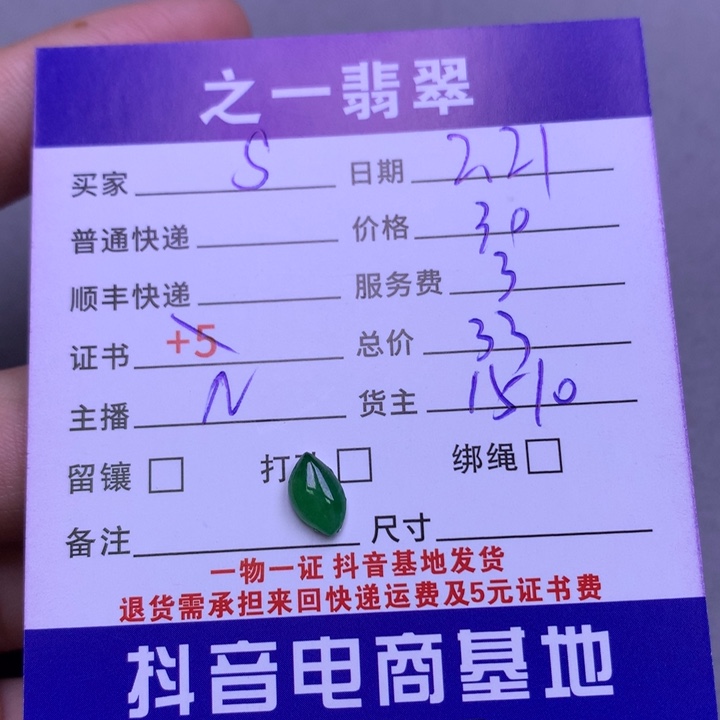 之一翡翠
买家 S 日期 2.21
普通快递 价格 30
顺丰快递 服务费 3
证书 +5 总价 33
主播 N 货主 1510
留镶 打 绑绳
备注 尺寸
一物一证 抖音基地发货
退货需承担来回快递运费及5元证书费
抖音电商基地